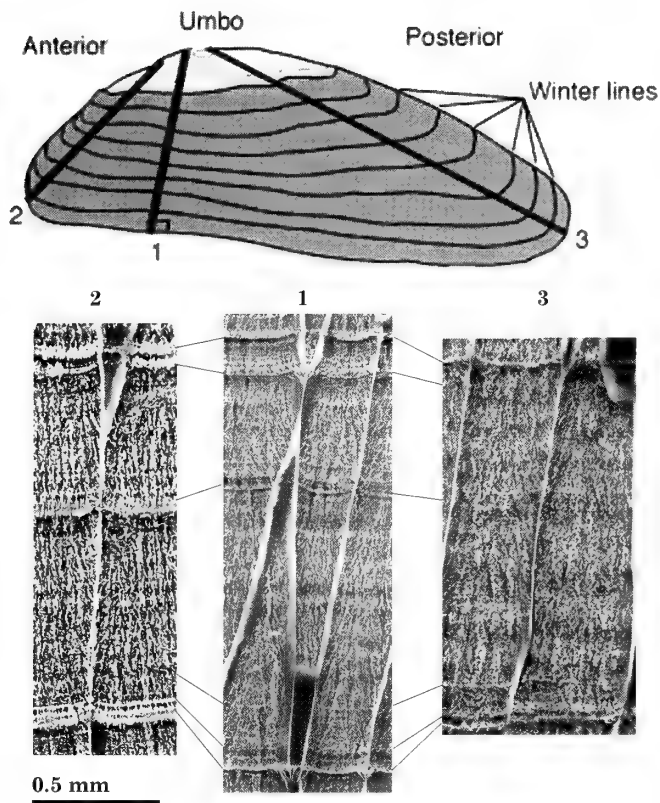 Umbo
Anterior
Posterior
Winter lines
2
1
3
2 1 3
0.5 mm